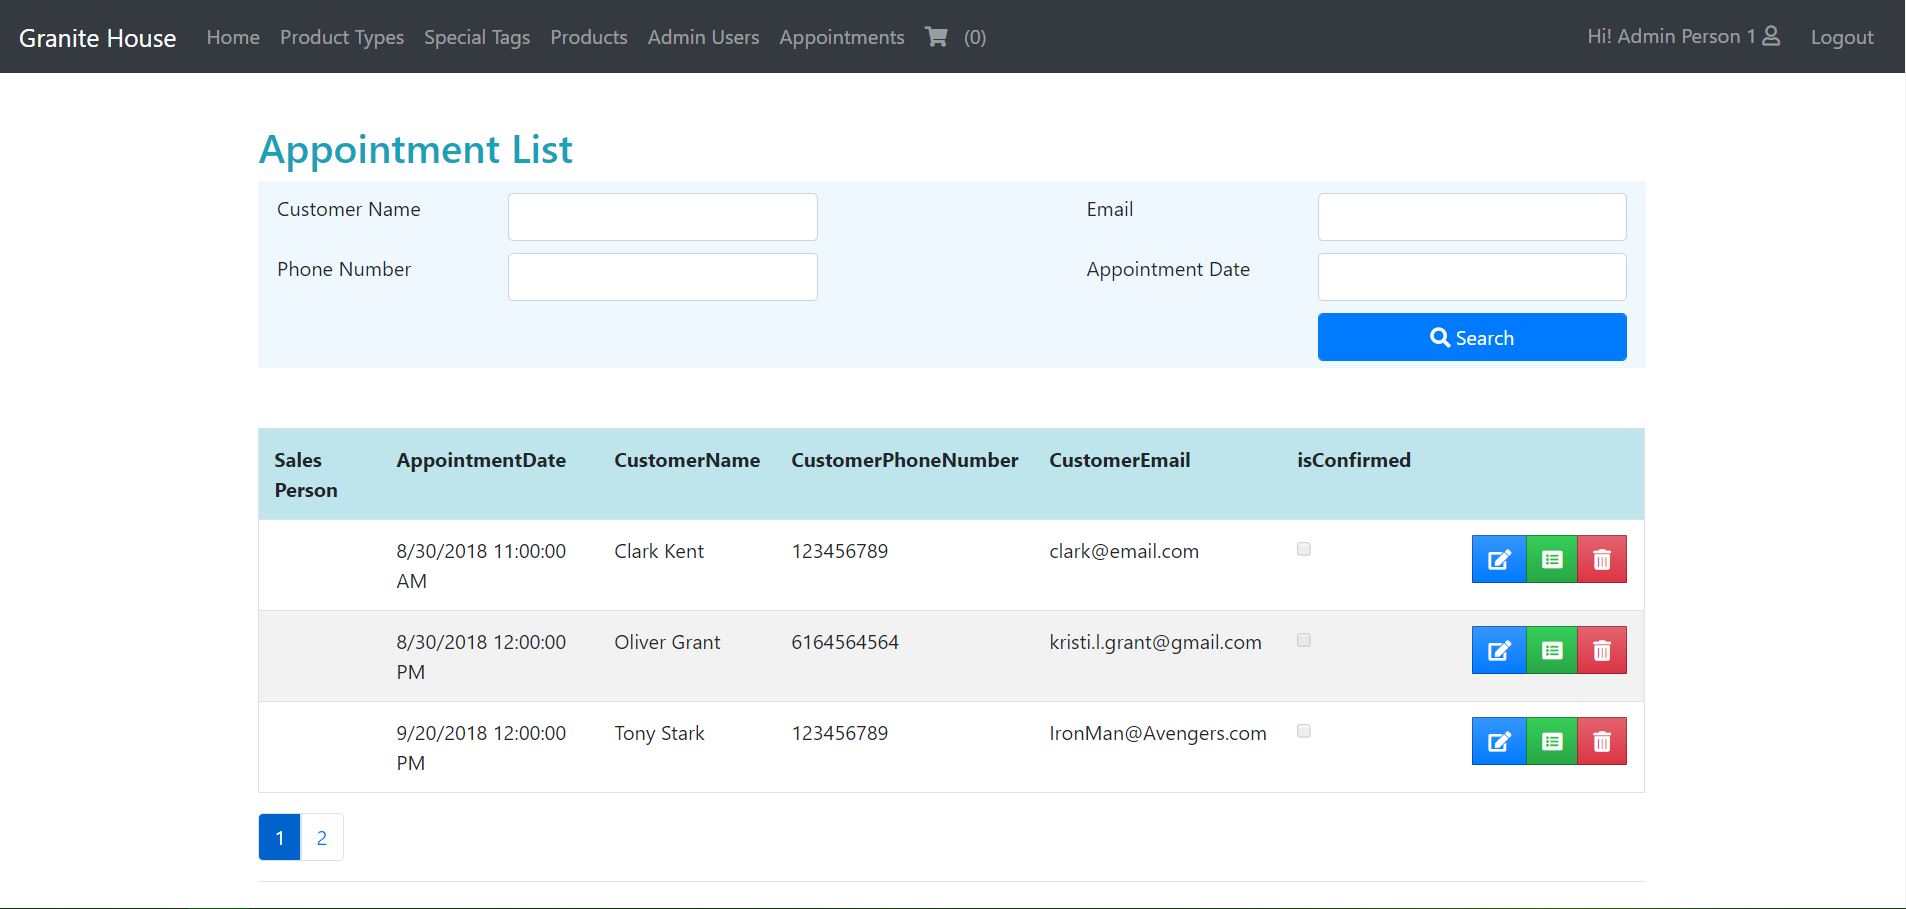 Granite House Home Product Types Special Tags Products Admin Users Appointments (0) Hi! Admin Person 1 Logout
Appointment List
Customer Name Email
Phone Number Appointment Date
Search
Sales Person AppointmentDate CustomerName CustomerPhoneNumber CustomerEmail isConfirmed
8/30/2018 11:00:00 AM Clark Kent 123456789 clark@email.com
8/30/2018 12:00:00 PM Oliver Grant 6164564564 kristi.l.grant@gmail.com
9/20/2018 12:00:00 PM Tony Stark 123456789 IronMan@Avengers.com
1 2